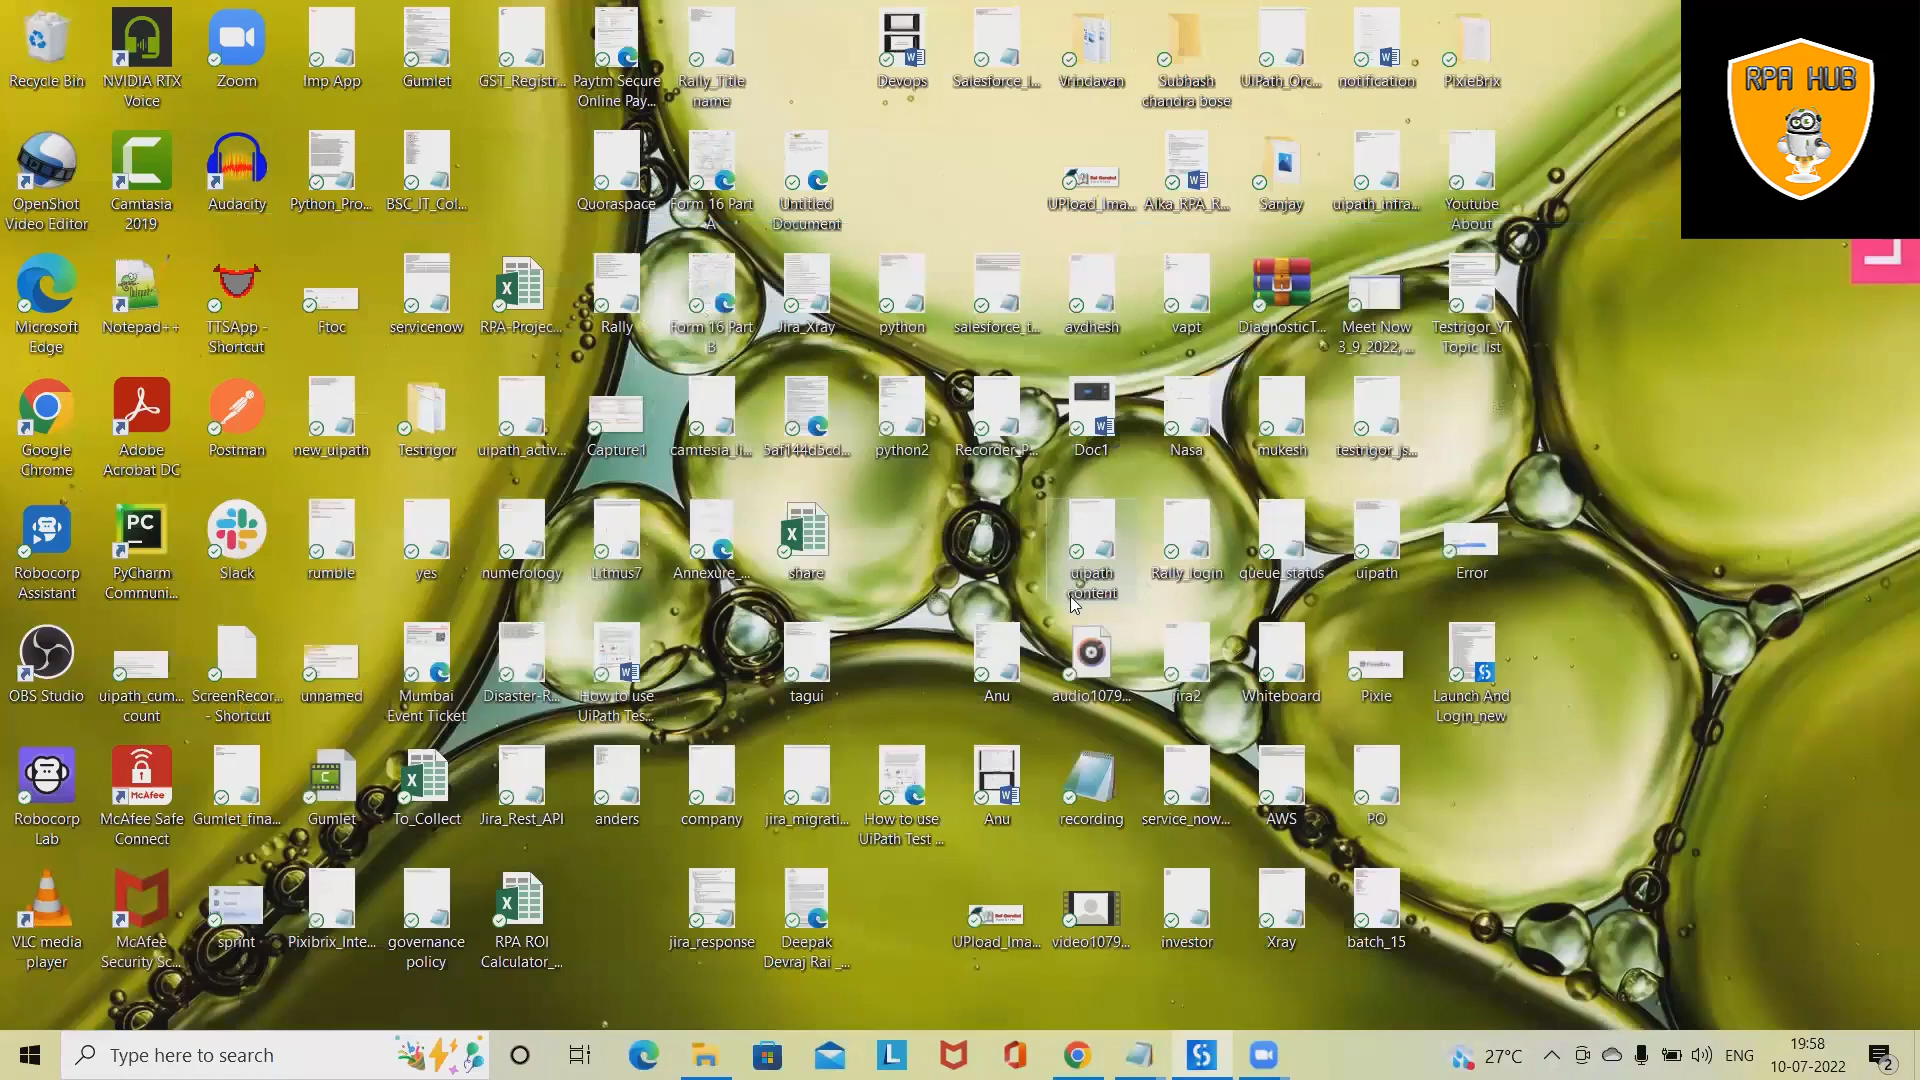 Recycle Bin
NVIDIA RTX
Voice
Zoom
Imp App
Gumlet
GST_Registr...
Paytm Secure
Online Pay...
Rally_Title
name
Devops
Salesforce_I...
Vrindavan
Subhash
chandra bose
UiPath_Orc...
notification
PixieBrix
RPA HUB
OpenShot
Video Editor
Camtasia
2019
Audacity
Python_Pro...
BSC_IT_Col...
Quoraspace
Form 16 Part
A
Untitled
Document
UPload_Ima...
Alka_RPA_R...
Sanjay
uipath_infra...
Youtube
About
Microsoft
Edge
Notepad++
TTSApp -
Shortcut
Ftoc
servicenow
RPA-Projec...
Rally
Form 16 Part
B
Jira_Xray
python
salesforce_t...
avdhesh
vapt
DiagnosticT...
Meet Now
3_9_2022, ...
Testrigor_YT
Topic list
Google
Chrome
Adobe
Acrobat DC
Postman
new_uipath
Testrigor
uipath_activ...
Capture1
camtesia_li...
5af144d5cd...
python2
Recorder_P...
Doc1
Nasa
mukesh
testrigor_js...
Robocorp
Assistant
PC
PyCharm
Communi...
Slack
rumble
yes
numerology
Litmus7
Annexure_...
share
uipath
content
Rally_login
queue_status
uipath
Error
OBS Studio
uipath_cum...
count
ScreenRecor...
- Shortcut
unnamed
Mumbai
Event Ticket
Disaster-R...
How to use
UiPath Tes...
tagui
Anu
audio1079...
jira2
Whiteboard
Pixie
Launch And
Login_new
Robocorp
Lab
McAfee
McAfee Safe
Connect
Gumlet_fina...
Gumlet
To_Collect
Jira_Rest_API
anders
company
jira_migrati...
How to use
UiPath Test ...
Anu
recording
service_now...
AWS
PO
VLC media
player
McAfee
Security Sc...
sprint
Pixibrix_Inte...
governance
policy
RPA ROI
Calculator_...
jira_response
Deepak
Devraj Rai _...
UPload_Ima...
video1079...
investor
Xray
batch_15
Type here to search
27°C
ENG
19:58
10-07-2022
2